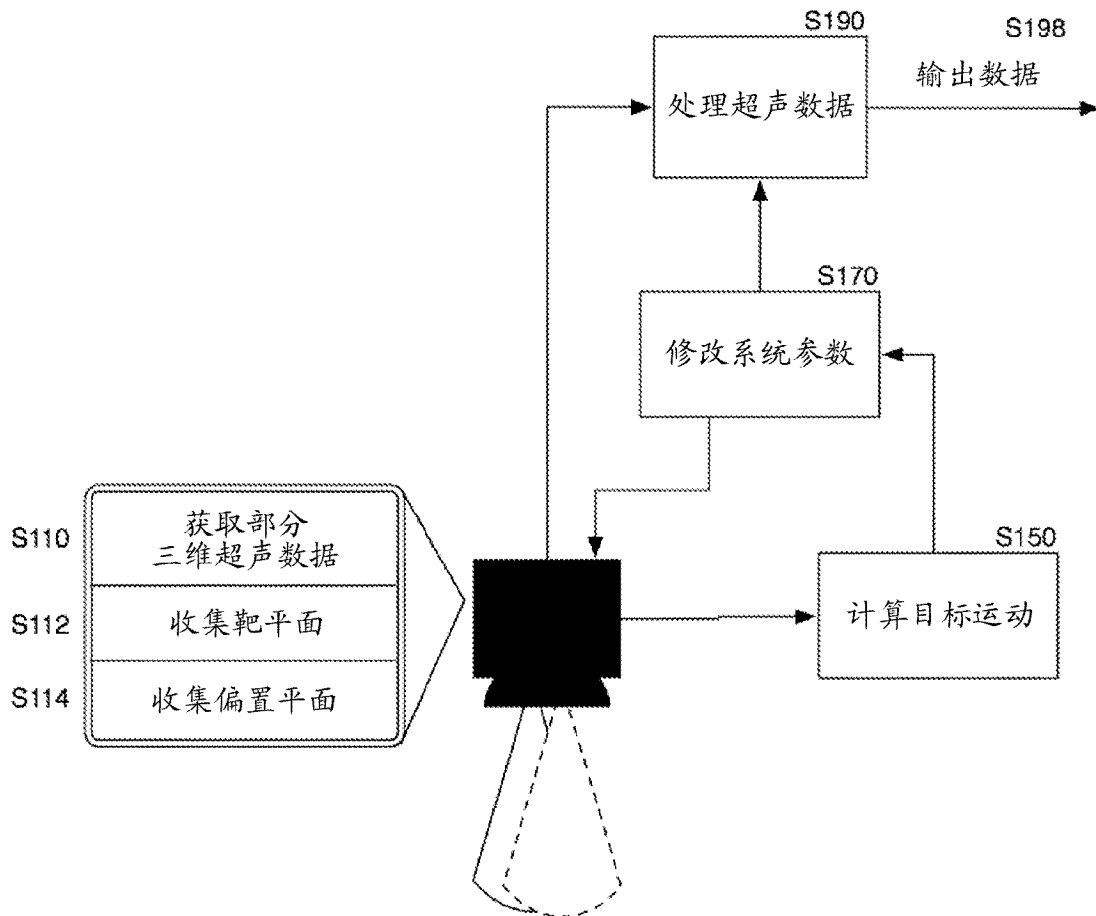 S190
S198
输出数据
处理超声数据
S170
修改系统参数
S110
获取部分
三维超声数据
S150
S112
收集靶平面
计算目标运动
S114
收集偏置平面